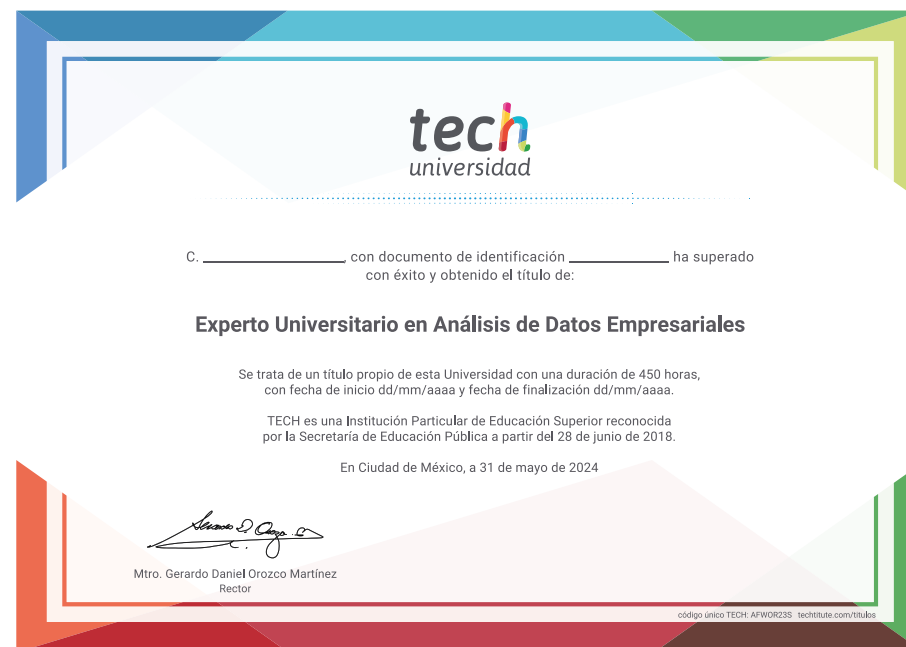 tech
universidad
C. ____________, con documento de identificación ____________ ha superado
con éxito y obtenido el título de:
Experto Universitario en Análisis de Datos Empresariales
Se trata de un título propio de esta Universidad con una duración de 450 horas,
con fecha de inicio dd/mm/aaaa y fecha de finalización dd/mm/aaaa.
TECH es una Institución Particular de Educación Superior reconocida
por la Secretaría de Educación Pública a partir del 28 de junio de 2018.
En Ciudad de México, a 31 de mayo de 2024
Mtro. Gerardo Daniel Orozco Martínez
Rector
código único TECH: AFWOR23S techtitute.com/titulos